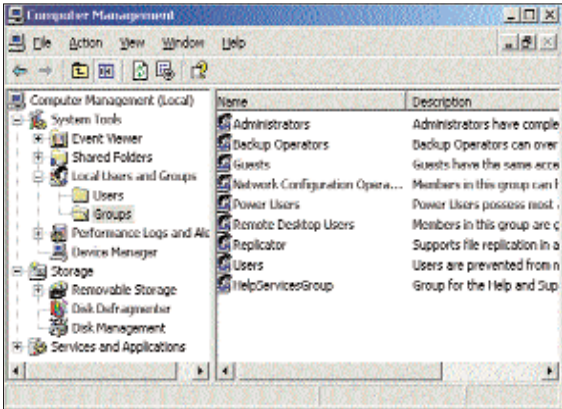 Computer Management
File Action View Window Help
Computer Management (Local)
System Tools
Event Viewer
Shared Folders
Local Users and Groups
Users
Groups
Performance Logs and Ale
Device Manager
Storage
Removable Storage
Disk Defragmenter
Disk Management
Services and Applications
Name Description
Administrators Administrators have comple
Backup Operators Backup Operators can over
Guests Guests have the same acce
Network Configuration Opera... Members in this group can h
Power Users Power Users possess most
Remote Desktop Users Members in this group are g
Replicator Supports file replication in a
Users Users are prevented from n
HelpServicesGroup Group for the Help and Sup